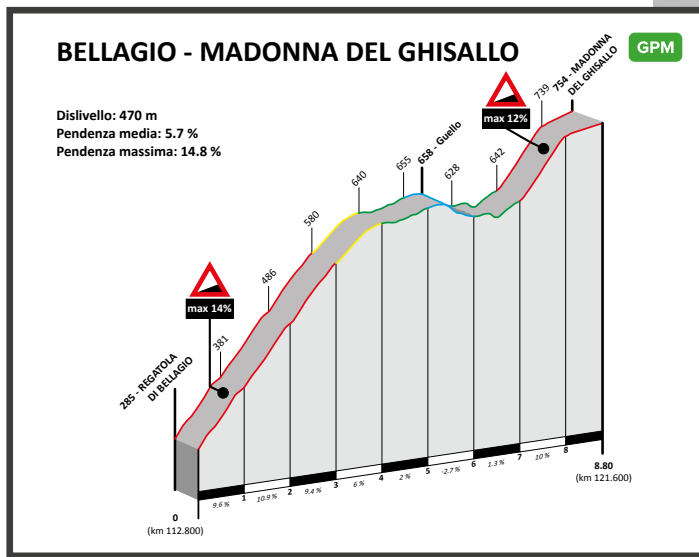 BELLAGIO - MADONNA DEL GHISALLO
GPM
Dislivello: 470 m
Pendenza media: 5.7 %
Pendenza massima: 14.8 %
285 - REGATOLA
DI BELLAGIO
max 14%
381
486
580
640
655
658 - Guello
628
642
max 12%
739
754 - MADONNA
DEL GHISALLO
1
2
3
4
5
6
7
8
9,6 %
10.9 %
9.4 %
6 %
2 %
-2.7 %
1.3 %
10 %
0
(km 112.800)
8.80
(km 121.600)